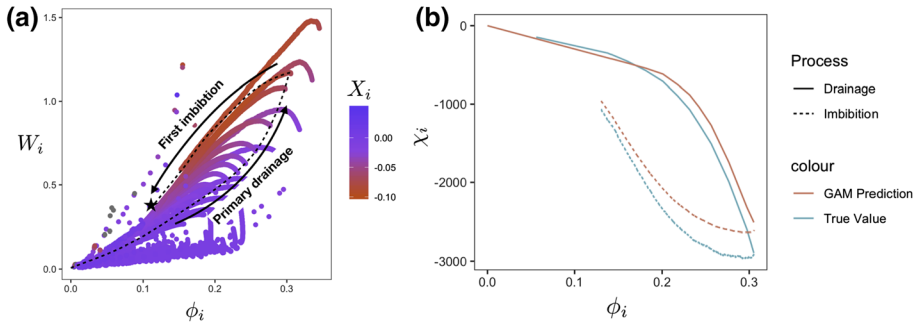 (a)
1.5
1.0
0.5
0.0
W_i
0.0 0.1 0.2 0.3
ϕ_i
First imbibtion
Primary drainage
X_i
0.00
-0.05
-0.10
(b)
0
-1000
-2000
-3000
χ_i
0.0 0.1 0.2 0.3
ϕ_i
Process
Drainage
Imbibition
colour
GAM Prediction
True Value